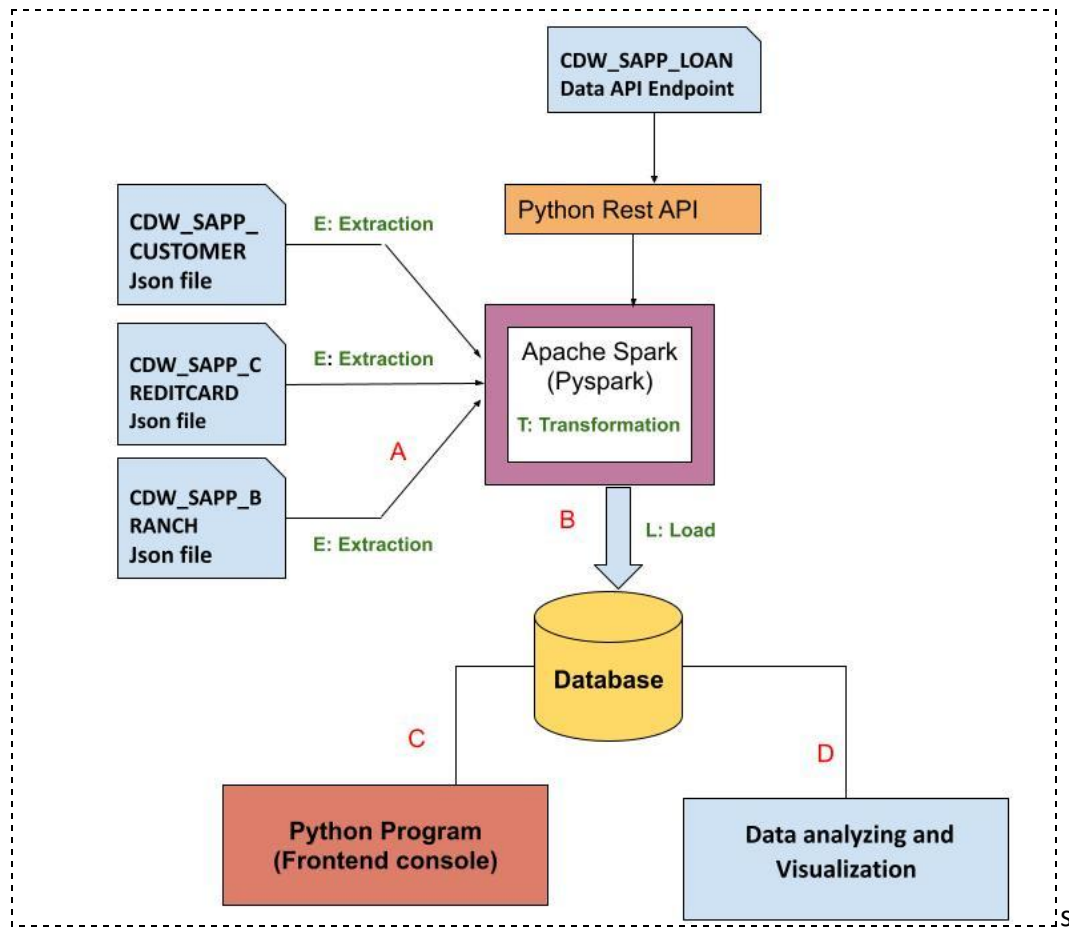 CDW_SAPP_LOAN
Data API Endpoint
Python Rest API
CDW_SAPP_
CUSTOMER
Json file
E: Extraction
CDW_SAPP_C
REDITCARD
Json file
E: Extraction
Apache Spark
(Pyspark)
T: Transformation
A
CDW_SAPP_B
RANCH
Json file
E: Extraction
B
L: Load
Database
C
D
Python Program
(Frontend console)
Data analyzing and
Visualization
s